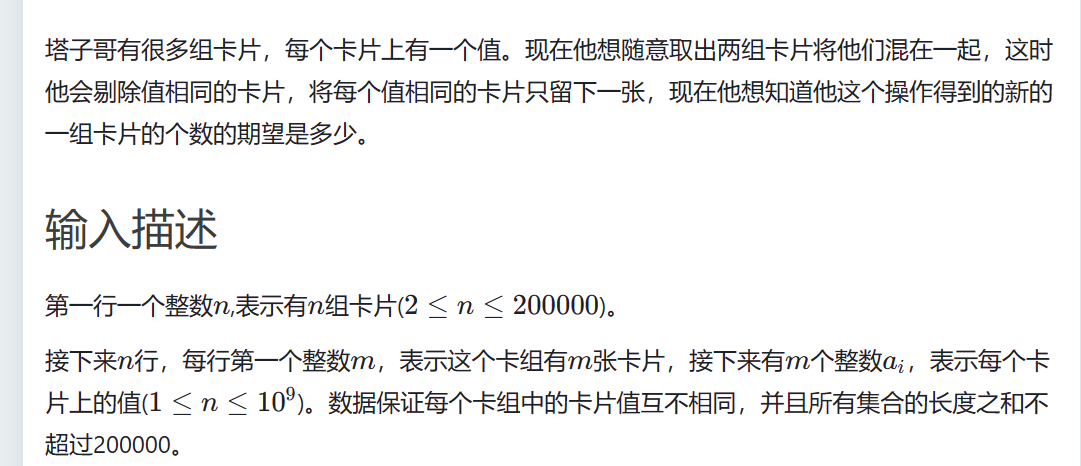 塔子哥有很多组卡片，每个卡片上有一个值。现在他想随意取出两组卡片将他们混在一起，这时
他会剔除值相同的卡片，将每个值相同的卡片只留下一张，现在他想知道他这个操作得到的新的
一组卡片的个数的期望是多少。
输入描述
第一行一个整数n,表示有n组卡片(2 ≤ n ≤ 200000)。
接下来n行，每行第一个整数m，表示这个卡组有m张卡片，接下来有m个整数aᵢ，表示每个卡
片上的值(1 ≤ n ≤ 10⁹)。数据保证每个卡组中的卡片值互不相同，并且所有集合的长度之和不
超过200000。